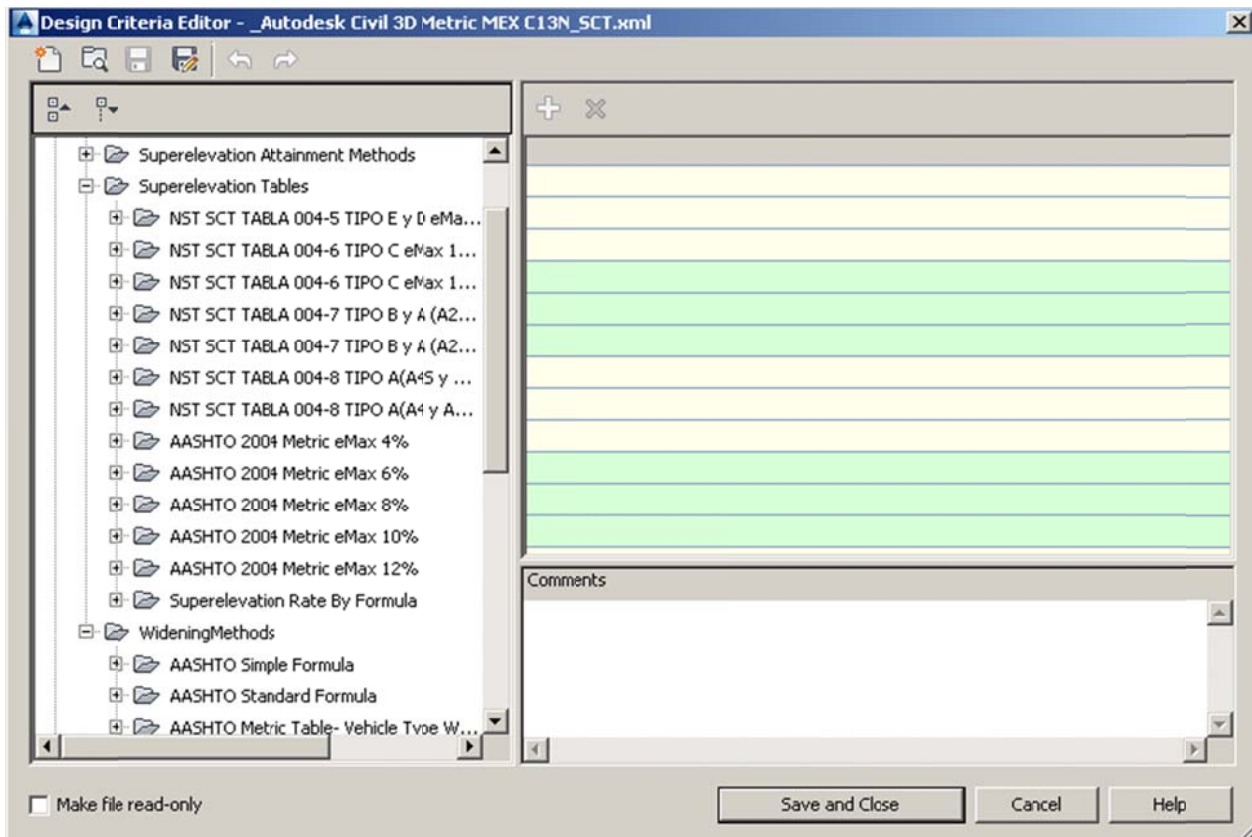 Design Criteria Editor - _Autodesk Civil 3D Metric MEX C13N_SCT.xml
Superelevation Attainment Methods
Superelevation Tables
NST SCT TABLA 004-5 TIPO E y D eMa...
NST SCT TABLA 004-6 TIPO C eMax 1...
NST SCT TABLA 004-6 TIPO C eMax 1...
NST SCT TABLA 004-7 TIPO B y A (A2...
NST SCT TABLA 004-7 TIPO B y A (A2...
NST SCT TABLA 004-8 TIPO A(A4S y ...
NST SCT TABLA 004-8 TIPO A(A4 y A...
AASHTO 2004 Metric eMax 4%
AASHTO 2004 Metric eMax 6%
AASHTO 2004 Metric eMax 8%
AASHTO 2004 Metric eMax 10%
AASHTO 2004 Metric eMax 12%
Superelevation Rate By Formula
WideningMethods
AASHTO Simple Formula
AASHTO Standard Formula
AASHTO Metric Table- Vehicle Type W...
Comments
Make file read-only
Save and Close
Cancel
Help